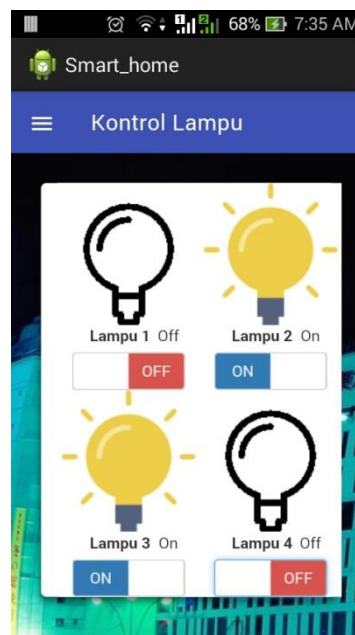 68% 7:35 AM
Smart_home
Kontrol Lampu
Lampu 1 Off
Lampu 2 On
OFF
ON
Lampu 3 On
Lampu 4 Off
ON
OFF